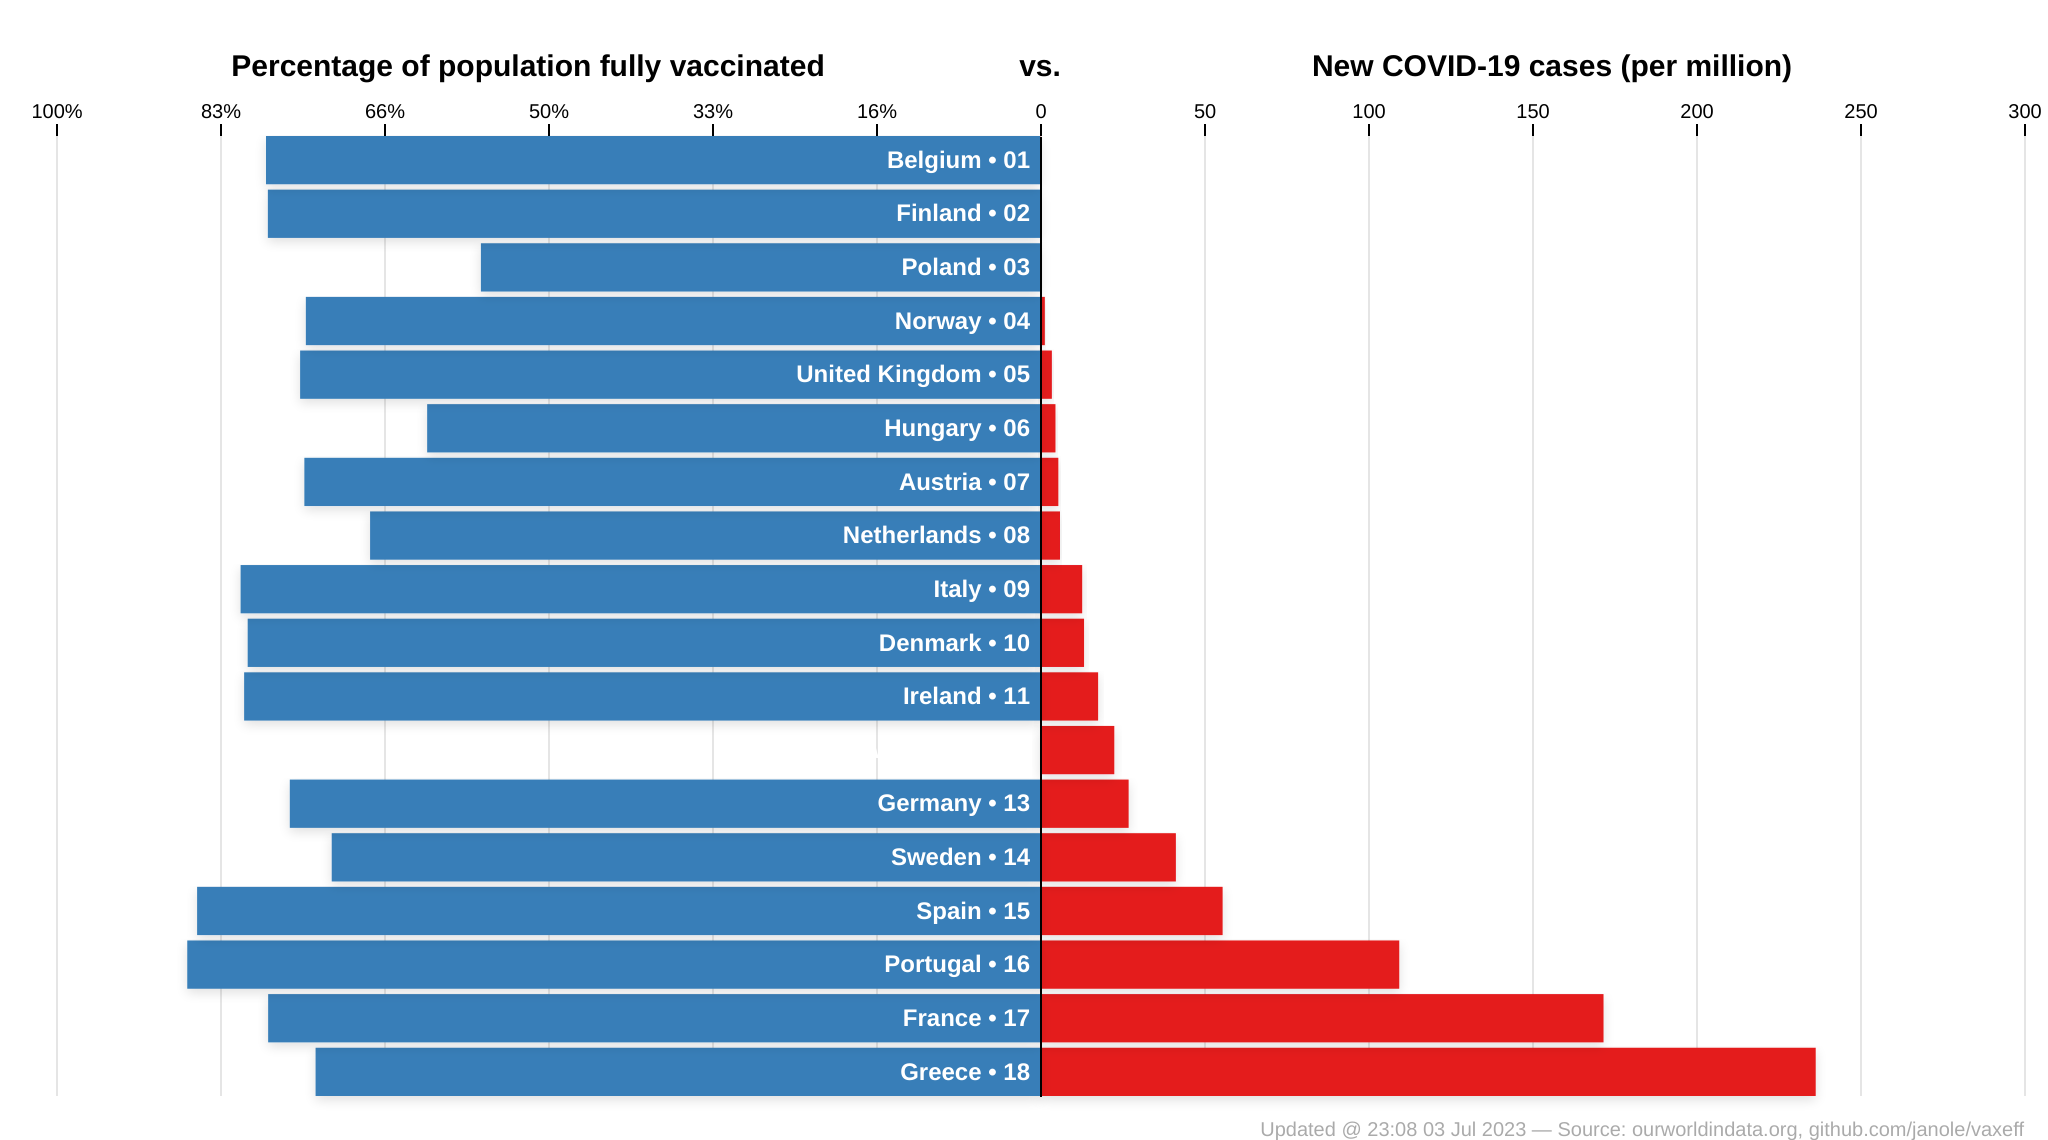 Percentage of population fully vaccinated vs. New COVID-19 cases (per million)
100% 83% 66% 50% 33% 16% 0 50 100 150 200 250 300
Belgium • 01
Finland • 02
Poland • 03
Norway • 04
United Kingdom • 05
Hungary • 06
Austria • 07
Netherlands • 08
Italy • 09
Denmark • 10
Ireland • 11
Germany • 13
Sweden • 14
Spain • 15
Portugal • 16
France • 17
Greece • 18
Updated @ 23:08 03 Jul 2023 — Source: ourworldindata.org, github.com/janole/vaxeff